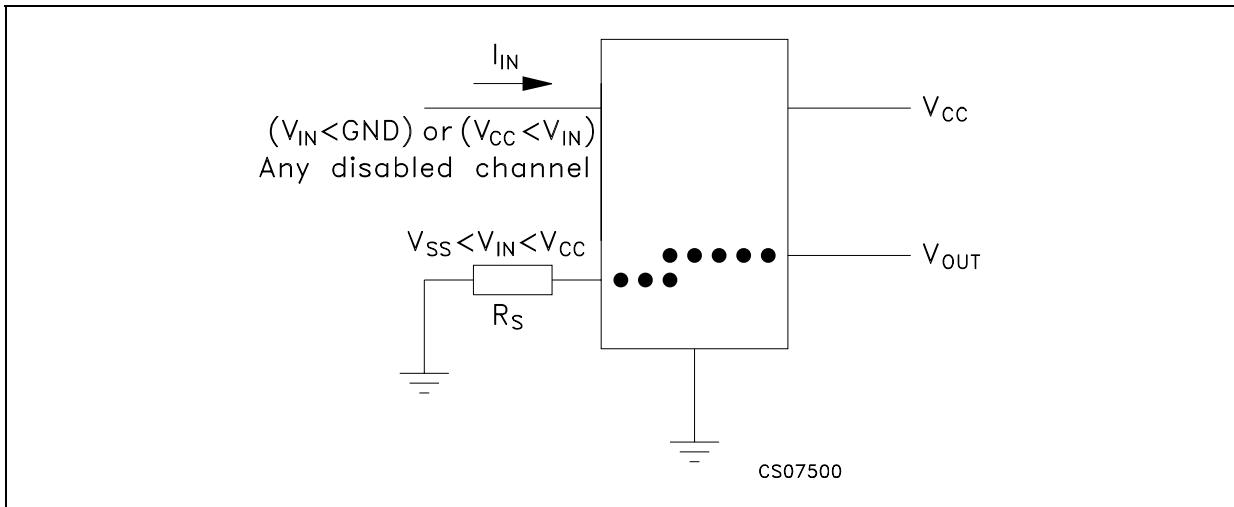 I_IN
(V_IN<GND) or (V_CC<V_IN)
Any disabled channel
V_CC
V_SS<V_IN<V_CC
V_OUT
R_S
CS07500